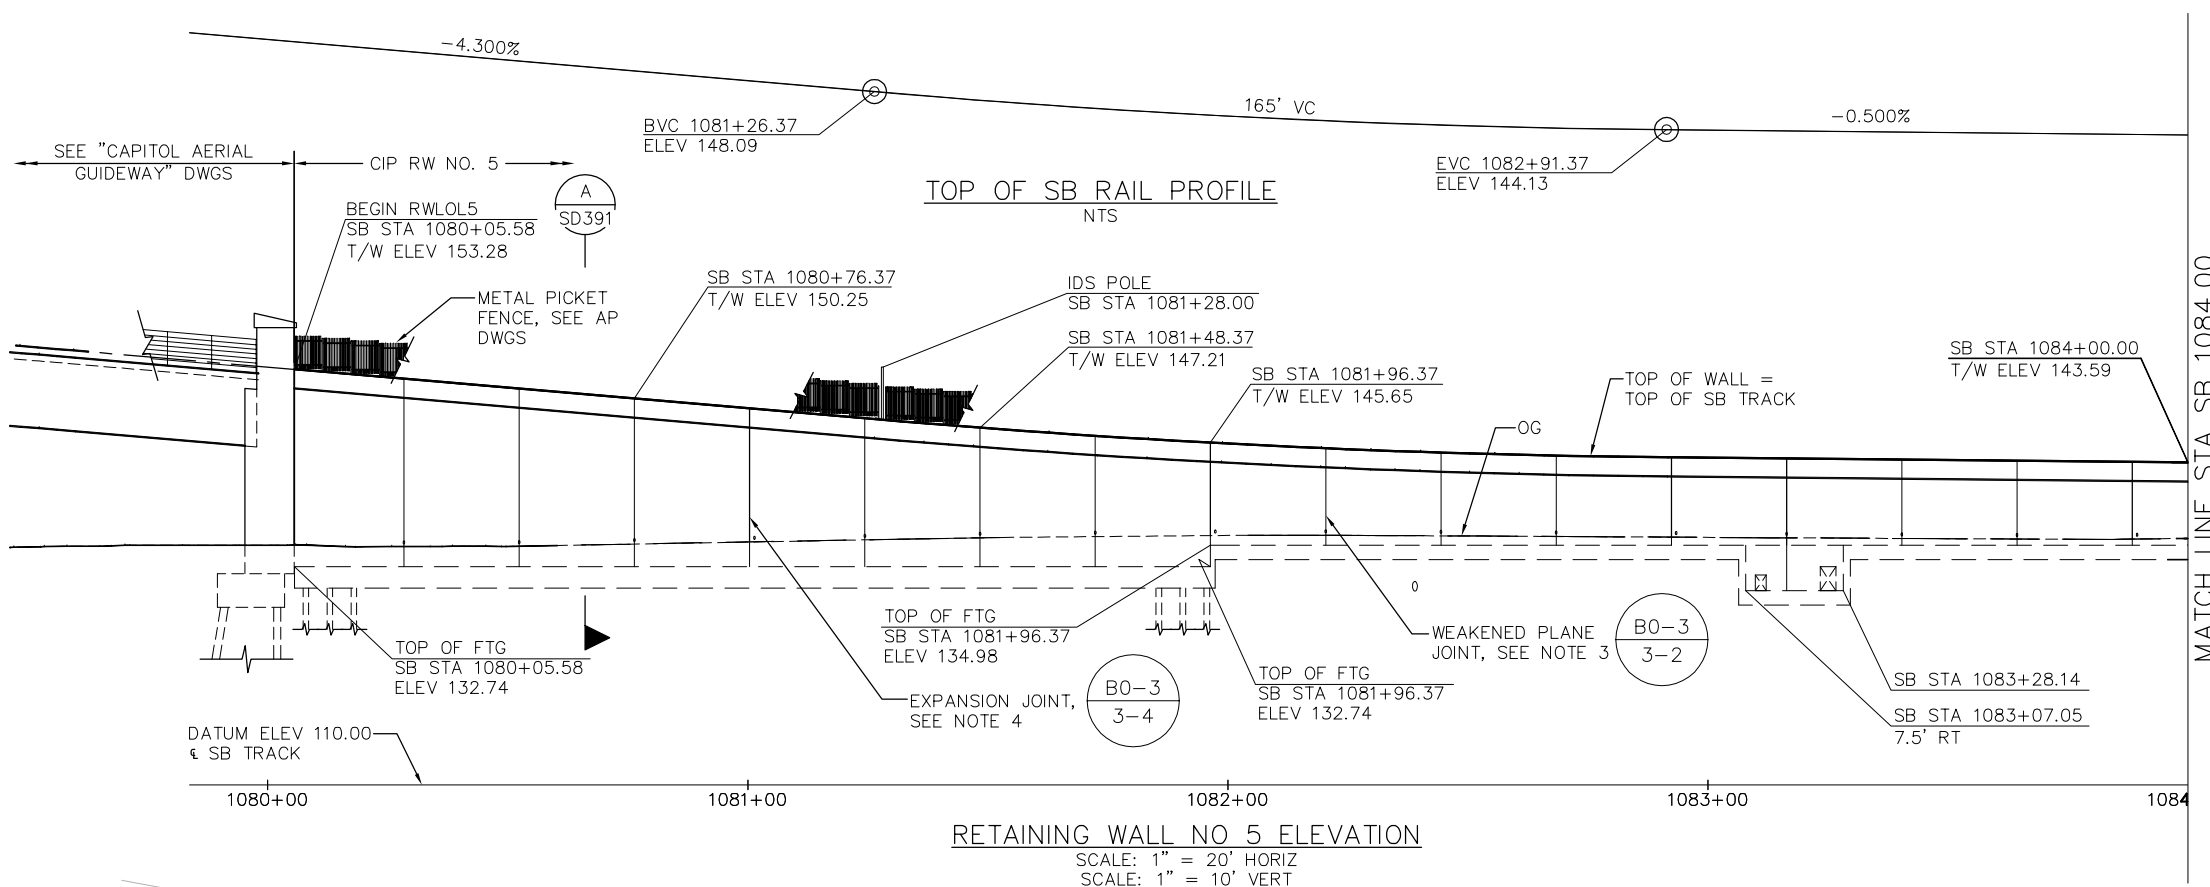 -4.300%
BVC 1081+26.37
ELEV 148.09
165' VC
-0.500%
EVC 1082+91.37
ELEV 144.13
TOP OF SB RAIL PROFILE
NTS
SEE "CAPITOL AERIAL
GUIDEWAY" DWGS
CIP RW NO. 5
A
SD391
BEGIN RWLOL5
SB STA 1080+05.58
T/W ELEV 153.28
METAL PICKET
FENCE, SEE AP
DWGS
SB STA 1080+76.37
T/W ELEV 150.25
IDS POLE
SB STA 1081+28.00
SB STA 1081+48.37
T/W ELEV 147.21
SB STA 1081+96.37
T/W ELEV 145.65
TOP OF WALL =
TOP OF SB TRACK
SB STA 1084+00.00
T/W ELEV 143.59
OG
MATCH LINE STA SB 1084.00
TOP OF FTG
SB STA 1080+05.58
ELEV 132.74
TOP OF FTG
SB STA 1081+96.37
ELEV 134.98
EXPANSION JOINT,
SEE NOTE 4
B0-3
3-4
TOP OF FTG
SB STA 1081+96.37
ELEV 132.74
WEAKENED PLANE
JOINT, SEE NOTE 3
B0-3
3-2
SB STA 1083+28.14
SB STA 1083+07.05
7.5' RT
DATUM ELEV 110.00
℄ SB TRACK
1080+00
1081+00
1082+00
1083+00
1084
RETAINING WALL NO 5 ELEVATION
SCALE: 1" = 20' HORIZ
SCALE: 1" = 10' VERT